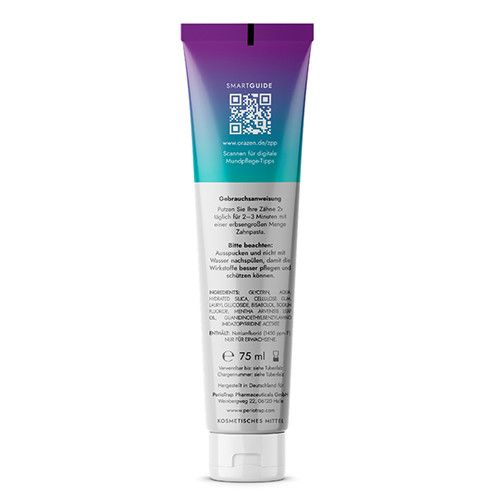 SMARTGUIDE
www.orazen.de/zpp
Scannen für digitale
Mundpflege-Tipps
Gebrauchsanweisung
Putzen Sie Ihre Zähne 2x
täglich für 2–3 Minuten mit
einer erbsengroßen Menge
Zahnpasta.
Bitte beachten:
Ausspucken und nicht mit
Wasser nachspülen, damit die
Wirkstoffe besser pflegen und
schützen können.
INGREDIENTS: GLYCERIN, AQUA,
HYDRATED SILICA, CELLULOSE GUM,
LAURYL GLUCOSIDE, BISABOLOL, SODIUM
FLUORIDE, MENTHA ARVENSIS LEAF
OIL, GUANIDINOETHYLBENZYLAMINO
IMIDAZOPYRIDINE ACETATE
ENTHÄLT: Natriumfluorid (1450 ppm F)
NUR FÜR ERWACHSENE.
75 ml
Verwendbar bis: siehe Tubenfalz
Chargennummer: siehe Tubenfalz
Hergestellt in Deutschland für
PerioTrap Pharmaceuticals GmbH
Weinbergweg 22, 06120 Halle
www.periotrap.com
KOSMETISCHES MITTEL